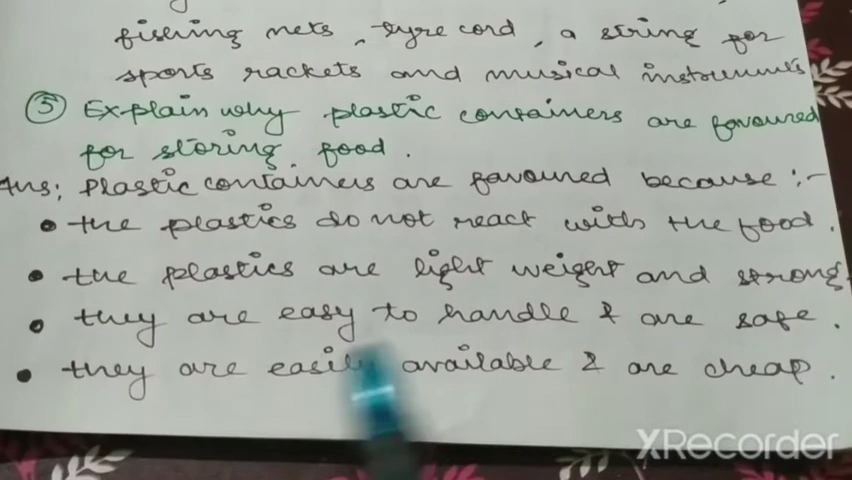 fishing nets, tyre cord, a string for
sports rackets and musical instruments
⑤ Explain why plastic containers are favoured
for storing food.
Ans: Plastic containers are favoured because :-
• the plastics do not react with the food.
• the plastics are light weight and strong.
• they are easy to handle & are safe.
• they are easily available & are cheap.
XRecorder